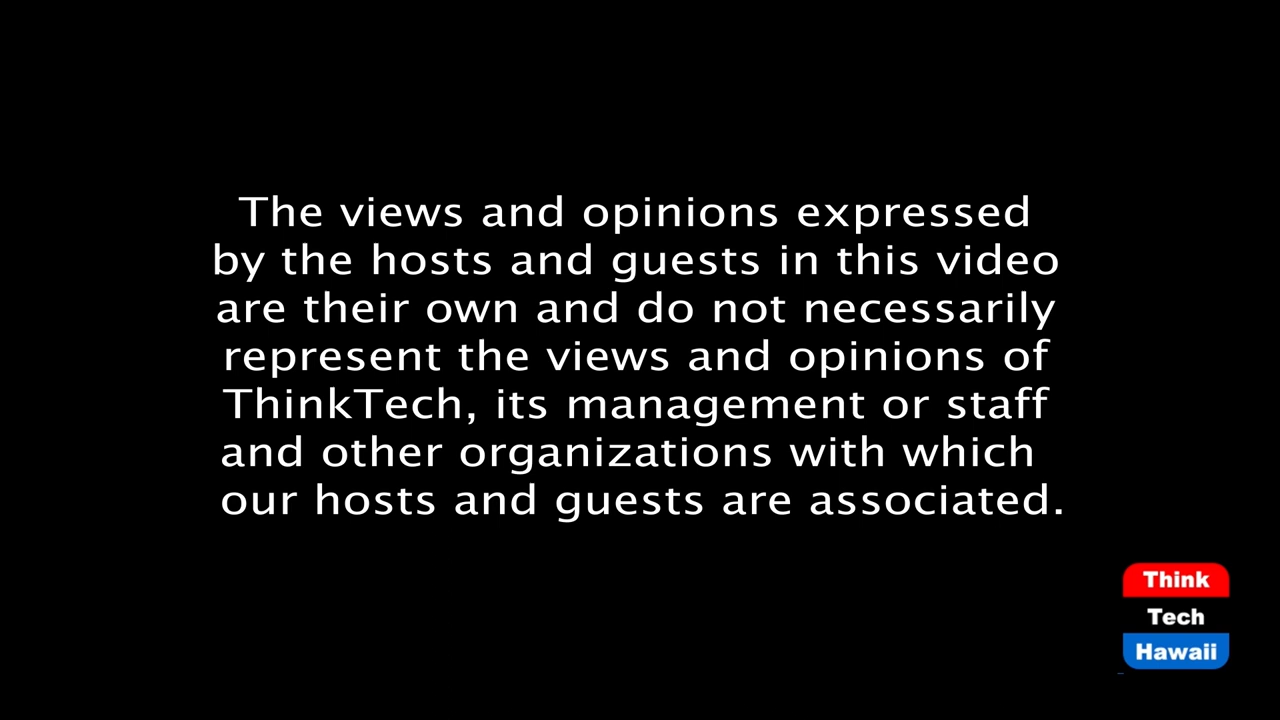 The views and opinions expressed
by the hosts and guests in this video
are their own and do not necessarily
represent the views and opinions of
ThinkTech, its management or staff
and other organizations with which
our hosts and guests are associated.
Think
Tech
Hawaii